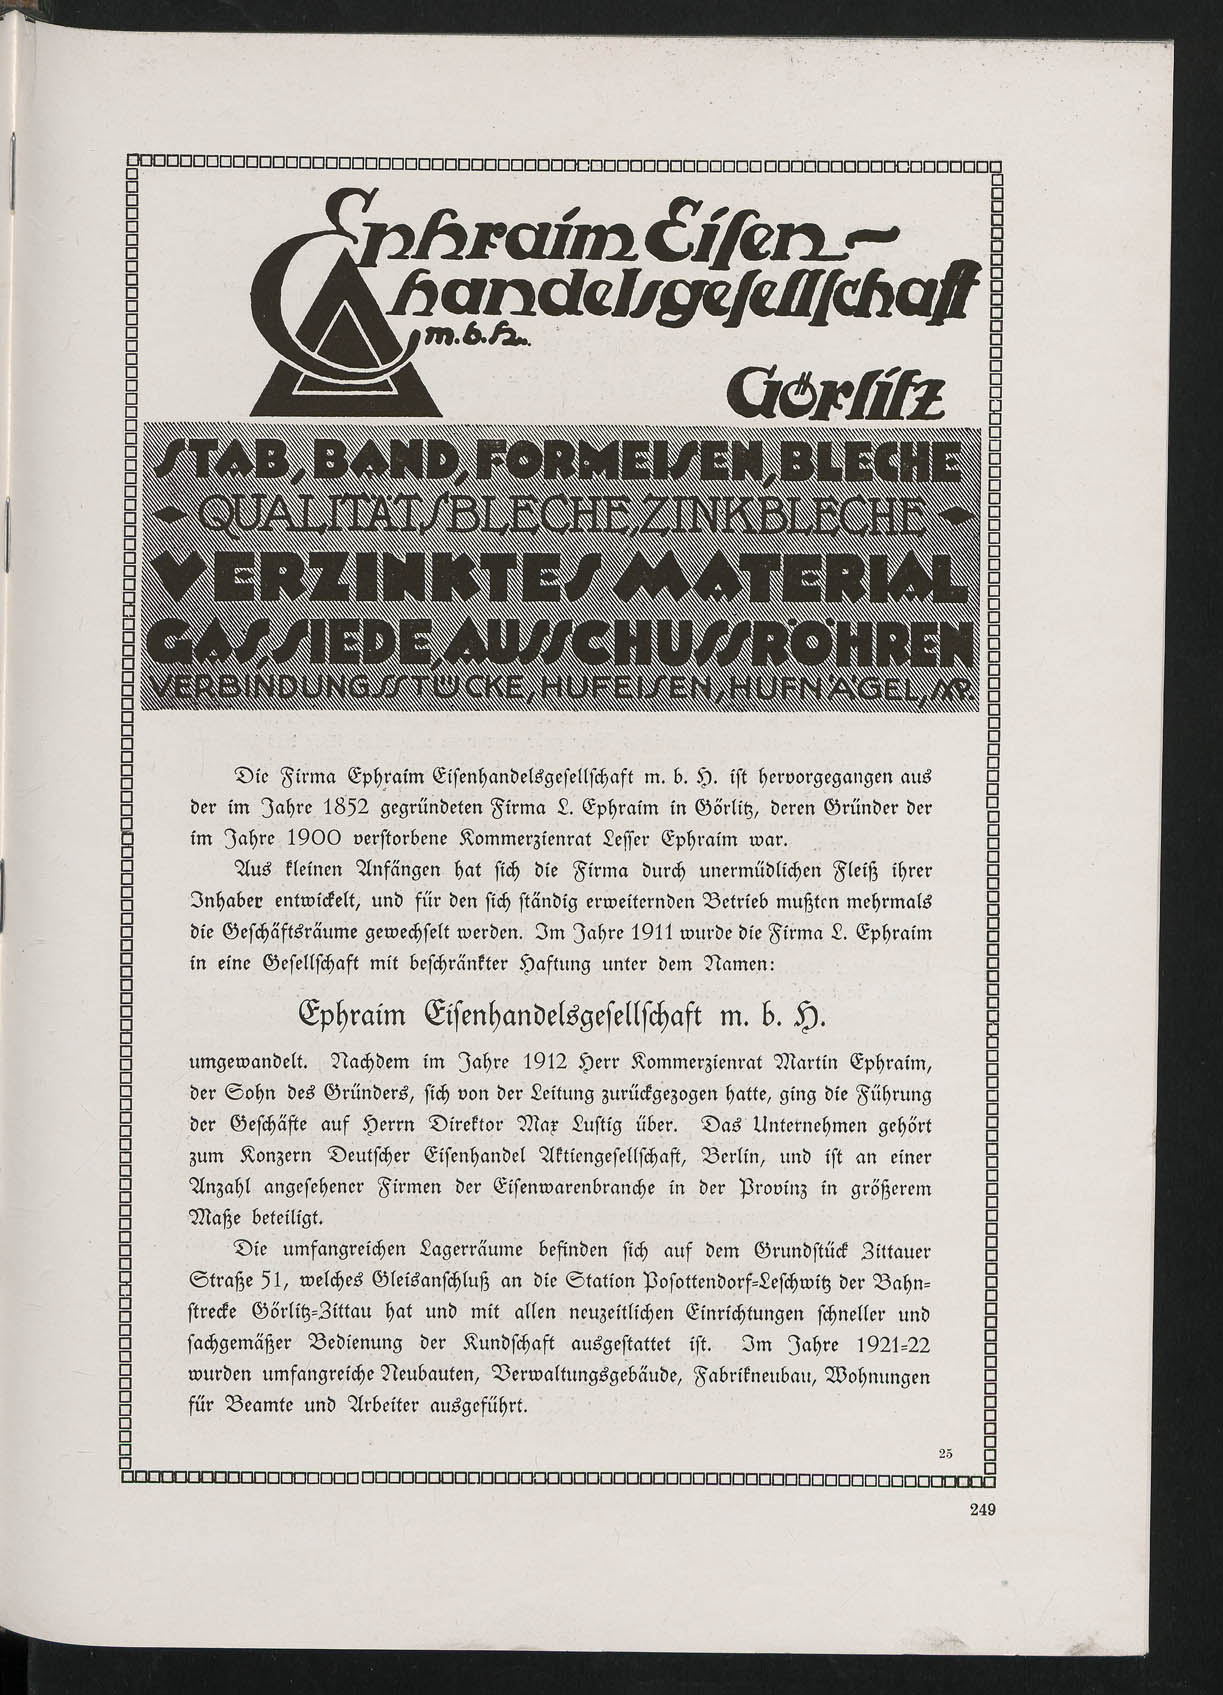 Ephraim Eisen-
handelsgesellschaft
m. b. H.
Görlitz
STAB, BAND, FORMEISEN, BLECHE
QUALITÄTSBLECHE, ZINKBLECHE
VERZINKTES MATERIAL
GAS, SIEDE, AUSSCHUSSRÖHREN
VERBINDUNGSSTÜCKE, HUFEISEN, HUFNÄGEL,
Die Firma Ephraim Eisenhandelsgesellschaft m. b. H. ist hervorgegangen aus
der im Jahre 1852 gegründeten Firma L. Ephraim in Görlitz, deren Gründer der
im Jahre 1900 verstorbene Kommerzienrat Lesser Ephraim war.
Aus kleinen Anfängen hat sich die Firma durch unermüdlichen Fleiß ihrer
Inhaber entwickelt, und für den sich ständig erweiternden Betrieb mußten mehrmals
die Geschäftsräume gewechselt werden. Im Jahre 1911 wurde die Firma L. Ephraim
in eine Gesellschaft mit beschränkter Haftung unter dem Namen:
Ephraim Eisenhandelsgesellschaft m. b. H.
umgewandelt. Nachdem im Jahre 1912 Herr Kommerzienrat Martin Ephraim,
der Sohn des Gründers, sich von der Leitung zurückgezogen hatte, ging die Führung
der Geschäfte auf Herrn Direktor Max Lustig über. Das Unternehmen gehört
zum Konzern Deutscher Eisenhandel Aktiengesellschaft, Berlin, und ist an einer
Anzahl angesehener Firmen der Eisenwarenbranche in der Provinz in größerem
Maße beteiligt.
Die umfangreichen Lagerräume befinden sich auf dem Grundstück Zittauer
Straße 51, welches Gleisanschluß an die Station Posottendorf-Leschwitz der Bahn-
strecke Görlitz-Zittau hat und mit allen neuzeitlichen Einrichtungen schneller und
sachgemäßer Bedienung der Kundschaft ausgestattet ist. Im Jahre 1921-22
wurden umfangreiche Neubauten, Verwaltungsgebäude, Fabrikneubau, Wohnungen
für Beamte und Arbeiter ausgeführt.
25
249